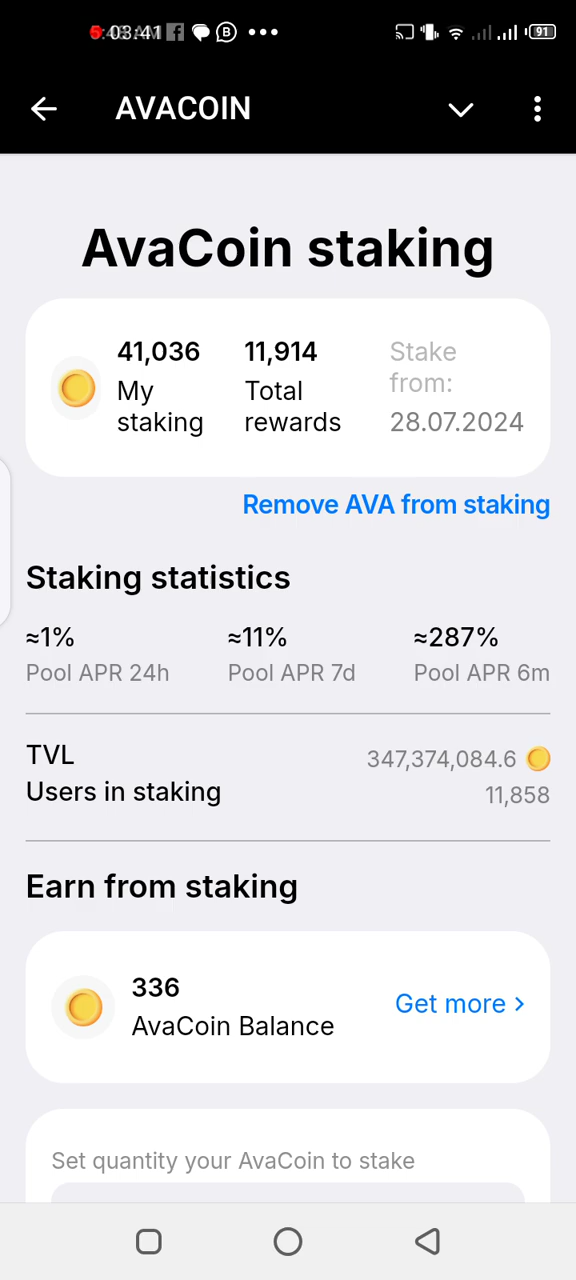 03:41
91
AVACOIN
AvaCoin staking
41,036
My
staking
11,914
Total
rewards
Stake
from:
28.07.2024
Remove AVA from staking
Staking statistics
≈1%
Pool APR 24h
≈11%
Pool APR 7d
≈287%
Pool APR 6m
TVL
347,374,084.6
Users in staking
11,858
Earn from staking
336
AvaCoin Balance
Get more >
Set quantity your AvaCoin to stake